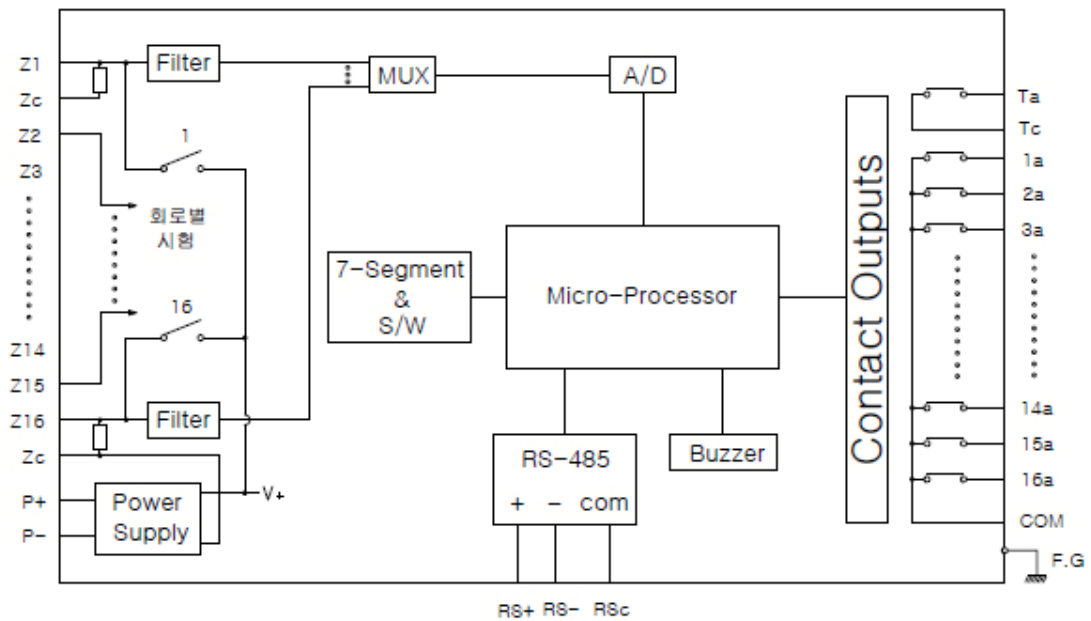 Z1
Zc
Z2
Z3
Z14
Z15
Z16
Zc
P+
P-
Filter
MUX
A/D
1
회로별
시험
16
Filter
Power
Supply
V+
7-Segment
&
S/W
Micro-Processor
RS-485
+ - com
Buzzer
RS+ RS- RSc
Contact Outputs
Ta
Tc
1a
2a
3a
14a
15a
16a
COM
F.G